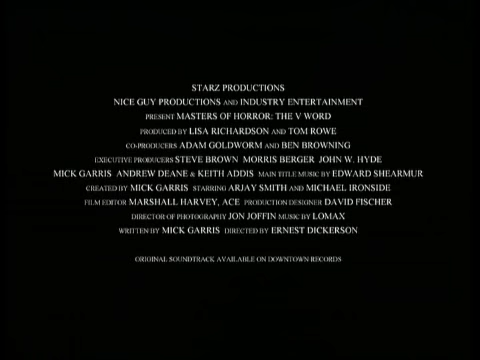 STARZ PRODUCTIONS
NICE GUY PRODUCTIONS AND INDUSTRY ENTERTAINMENT
PRESENT MASTERS OF HORROR: THE V WORD
PRODUCED BY LISA RICHARDSON AND TOM ROWE
CO-PRODUCERS ADAM GOLDWORM AND BEN BROWNING
EXECUTIVE PRODUCERS STEVE BROWN MORRIS BERGER JOHN W. HYDE
MICK GARRIS ANDREW DEANE & KEITH ADDIS MAIN TITLE MUSIC BY EDWARD SHEARMUR
CREATED BY MICK GARRIS STARRING ARJAY SMITH AND MICHAEL IRONSIDE
FILM EDITOR MARSHALL HARVEY, ACE PRODUCTION DESIGNER DAVID FISCHER
DIRECTOR OF PHOTOGRAPHY JON JOFFIN MUSIC BY LOMAX
WRITTEN BY MICK GARRIS DIRECTED BY ERNEST DICKERSON
ORIGINAL SOUNDTRACK AVAILABLE ON DOWNTOWN RECORDS